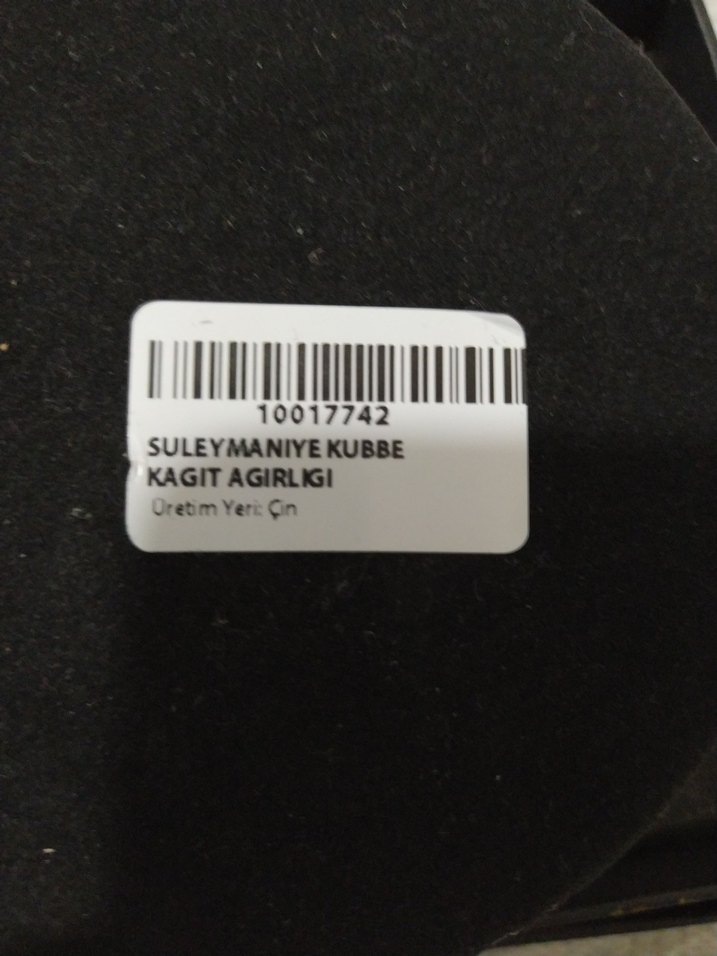 10017742
SULEYMANIYE KUBBE
KAGIT AGIRLIGI
Üretim Yeri: Çin